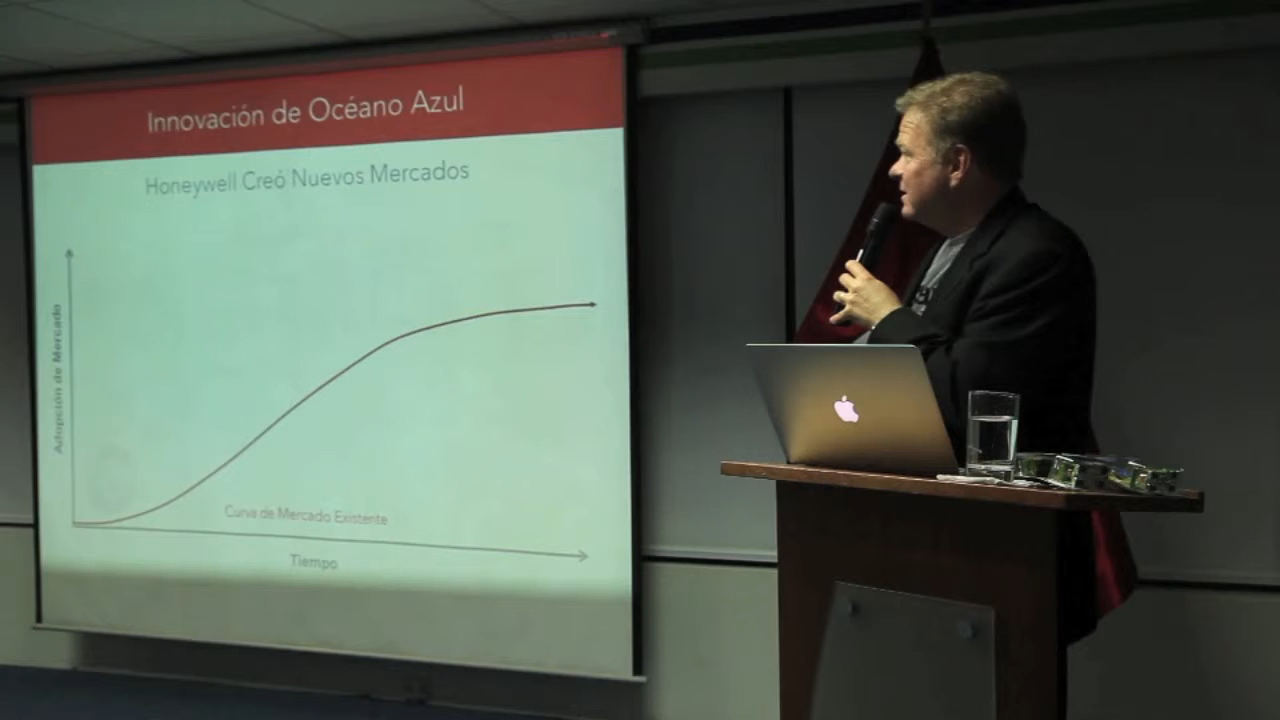 Innovación de Océano Azul
Honeywell Creó Nuevos Mercados
Adopción de Mercado
Curva de Mercado Existente
Tiempo